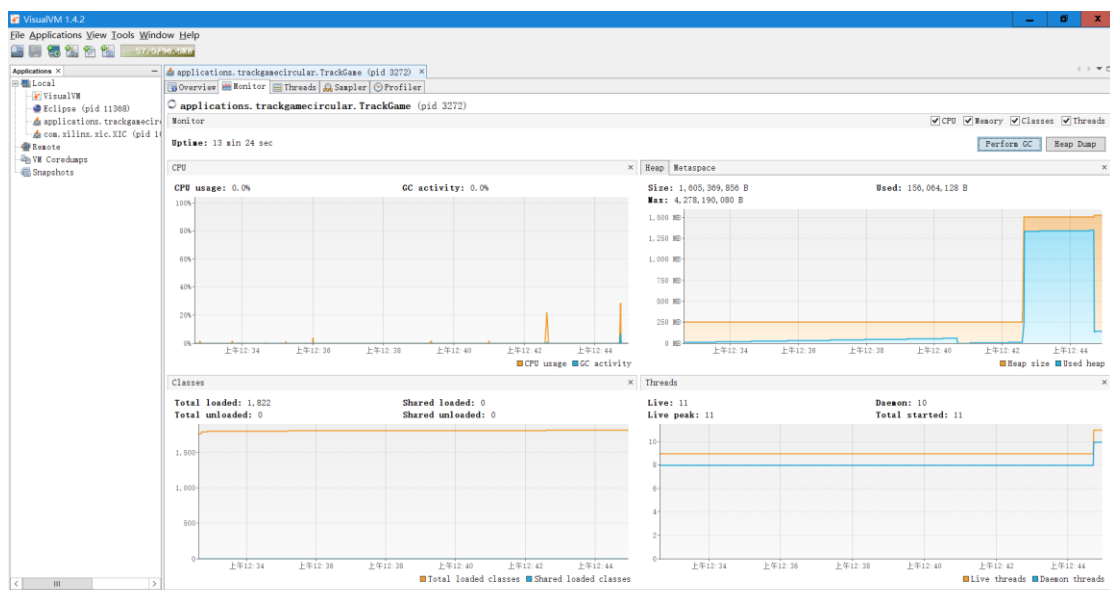 VisualVM 1.4.2
File Applications View Tools Window Help
Applications ×
Local
VisualVM
Eclipse (pid 11368)
applications.trackgamecirc
com.xilinx.xic.XIC (pid 1
Remote
VM Coredumps
Snapshots
applications.trackgamecircular.TrackGame (pid 3272) ×
Overview Monitor Threads Sampler Profiler
applications.trackgamecircular.TrackGame (pid 3272)
Monitor CPU Memory Classes Threads
Uptime: 13 min 24 sec Perform GC Heap Dump
CPU ×
CPU usage: 0.0% GC activity: 0.0%
100%
80%
60%
40%
20%
0%
上午12:34 上午12:36 上午12:38 上午12:40 上午12:42 上午12:44
CPU usage GC activity
Heap Metaspace ×
Size: 1,605,369,856 B Used: 156,064,128 B
Max: 4,278,190,080 B
1,500 MB
1,250 MB
1,000 MB
750 MB
500 MB
250 MB
0 MB
上午12:34 上午12:36 上午12:38 上午12:40 上午12:42 上午12:44
Heap size Used heap
Classes ×
Total loaded: 1,822 Shared loaded: 0
Total unloaded: 0 Shared unloaded: 0
1,500
1,000
500
0
上午12:34 上午12:36 上午12:38 上午12:40 上午12:42 上午12:44
Total loaded classes Shared loaded classes
Threads ×
Live: 11 Daemon: 10
Live peak: 11 Total started: 11
10
8
6
4
2
0
上午12:34 上午12:36 上午12:38 上午12:40 上午12:42 上午12:44
Live threads Daemon threads